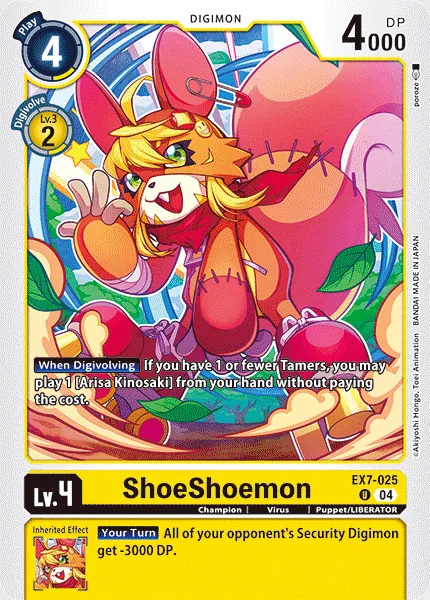 DIGIMON
Play
4
DP
4000
Digivolve
Lv.3
2
poroze
When Digivolving If you have 1 or fewer Tamers, you may
play 1 [Arisa Kinosaki] from your hand without paying
the cost.
©Akiyoshi Hongo, Toei Animation BANDAI MADE IN JAPAN
EX7-025
Lv.4
ShoeShoemon
U 04
Champion | Virus | Puppet/LIBERATOR
Inherited Effect
Your Turn All of your opponent's Security Digimon
get -3000 DP.